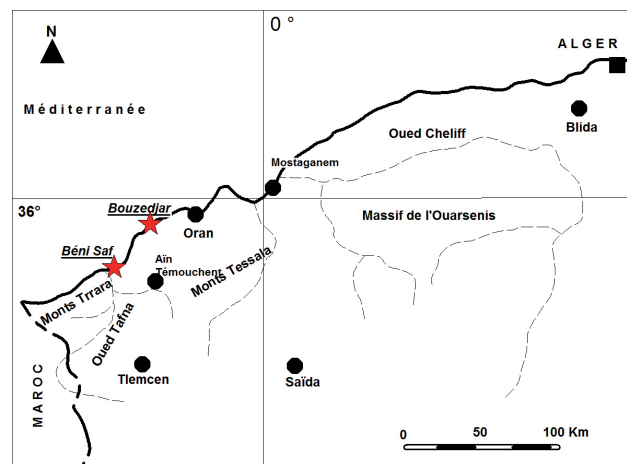 0 °
N
ALGER
Méditerranée
Blida
Oued Cheliff
Mostaganem
Bouzedjar
36°
Massif de l'Ouarsenis
Oran
Béni Saf
Aïn
Témouchent
Monts Tessala
Monts Trrara
Oued Tafna
Tlemcen
Saïda
MAROC
0 50 100 Km